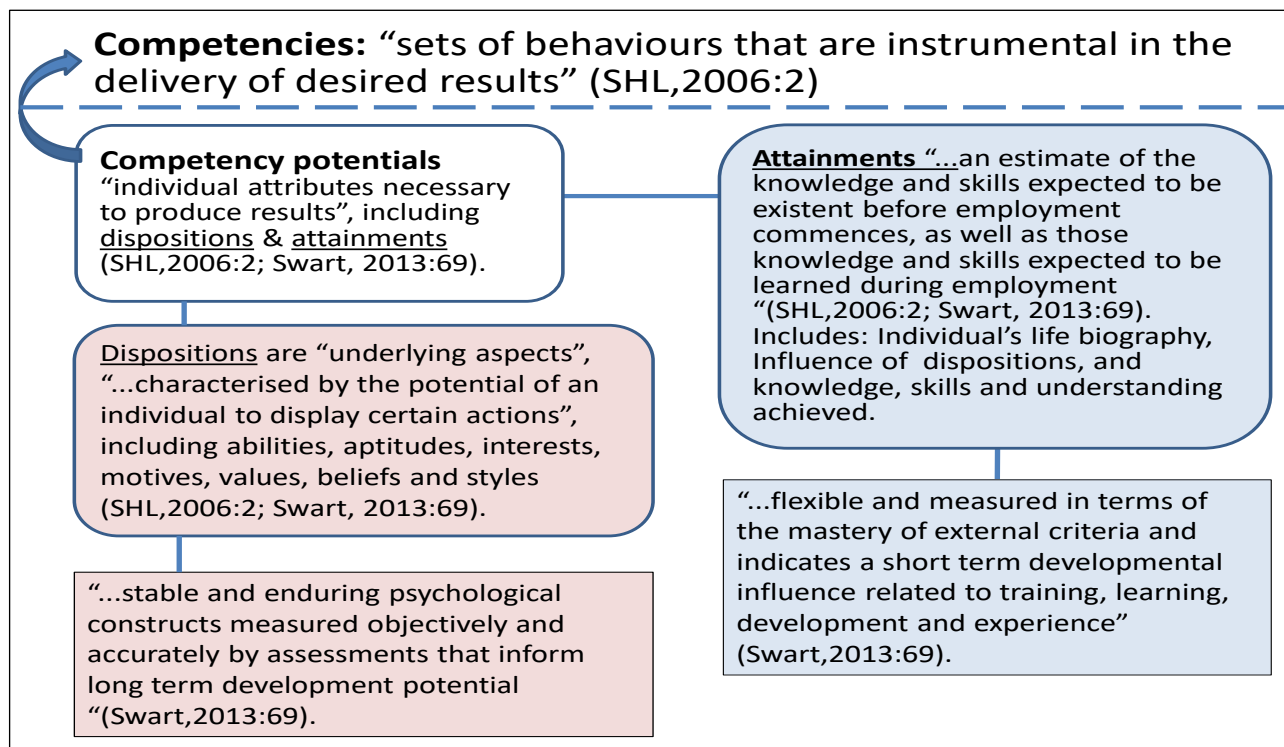 Competencies: “sets of behaviours that are instrumental in the
delivery of desired results” (SHL,2006:2)
Competency potentials
“individual attributes necessary
to produce results”, including
dispositions & attainments
(SHL,2006:2; Swart, 2013:69).
Dispositions are “underlying aspects”,
“...characterised by the potential of an
individual to display certain actions”,
including abilities, aptitudes, interests,
motives, values, beliefs and styles
(SHL,2006:2; Swart, 2013:69).
“...stable and enduring psychological
constructs measured objectively and
accurately by assessments that inform
long term development potential
“(Swart,2013:69).
Attainments “...an estimate of the
knowledge and skills expected to be
existent before employment
commences, as well as those
knowledge and skills expected to be
learned during employment
“(SHL,2006:2; Swart, 2013:69).
Includes: Individual’s life biography,
Influence of dispositions, and
knowledge, skills and understanding
achieved.
“...flexible and measured in terms of
the mastery of external criteria and
indicates a short term developmental
influence related to training, learning,
development and experience”
(Swart,2013:69).